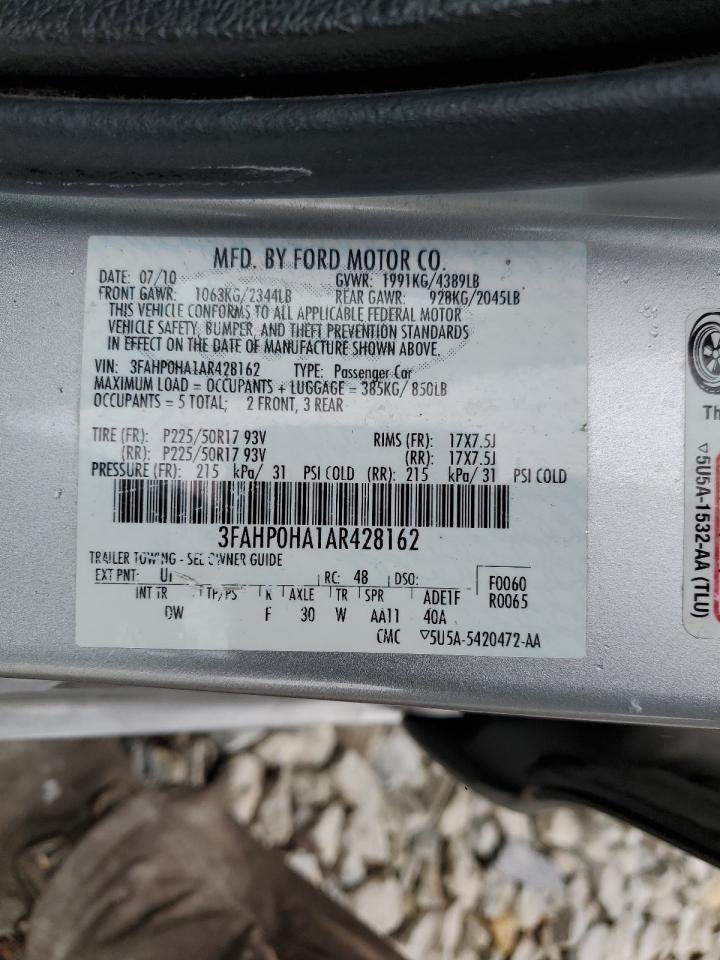 MFD. BY FORD MOTOR CO.
DATE: 07/10 GVWR: 1991KG/4389LB
FRONT GAWR: 1063KG/2344LB REAR GAWR: 928KG/2045LB
THIS VEHICLE CONFORMS TO ALL APPLICABLE FEDERAL MOTOR
VEHICLE SAFETY, BUMPER, AND THEFT PREVENTION STANDARDS
IN EFFECT ON THE DATE OF MANUFACTURE SHOWN ABOVE.
VIN: 3FAHP0HA1AR428162 TYPE: Passenger Car
MAXIMUM LOAD = OCCUPANTS + LUGGAGE = 385KG/ 850LB
OCCUPANTS = 5 TOTAL; 2 FRONT, 3 REAR
TIRE (FR): P225/50R17 93V RIMS (FR): 17X7.5J
(RR): P225/50R17 93V (RR): 17X7.5J
PRESSURE (FR): 215 kPa/ 31 PSI COLD (RR): 215 kPa/ 31 PSI COLD
3FAHP0HA1AR428162
TRAILER TOWING - SEE OWNER GUIDE
EXT PNT: UI RC: 48 DSO: F0060
INT TR TP/PS R AXLE TR SPR ADE1F R0065
DW F 30 W AA11 40A
CMC ▽5U5A-5420472-AA
Th
▽5U5A-1532-AA (TLU)